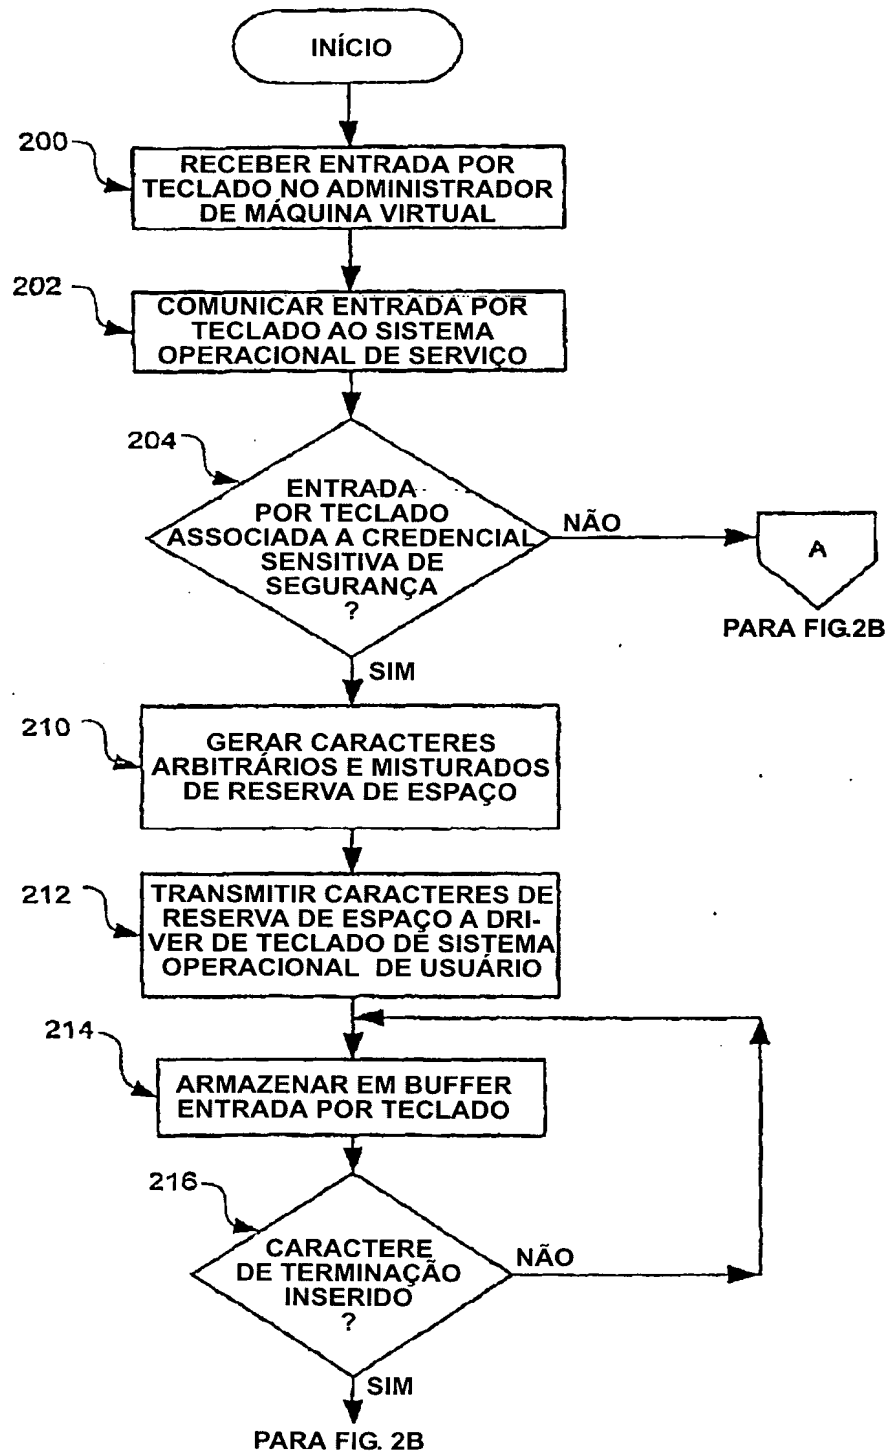 INÍCIO
200
RECEBER ENTRADA POR
TECLADO NO ADMINISTRADOR
DE MÁQUINA VIRTUAL
202
COMUNICAR ENTRADA POR
TECLADO AO SISTEMA
OPERACIONAL DE SERVIÇO
204
ENTRADA
POR TECLADO
ASSOCIADA A CREDENCIAL
SENSITIVA DE
SEGURANÇA
?
NÃO
A
PARA FIG.2B
SIM
210
GERAR CARACTERES
ARBITRÁRIOS E MISTURADOS
DE RESERVA DE ESPAÇO
212
TRANSMITIR CARACTERES DE
RESERVA DE ESPAÇO A DRI-
VER DE TECLADO DE SISTEMA
OPERACIONAL DE USUÁRIO
214
ARMAZENAR EM BUFFER
ENTRADA POR TECLADO
216
CARACTERE
DE TERMINAÇÃO
INSERIDO
?
NÃO
SIM
PARA FIG. 2B